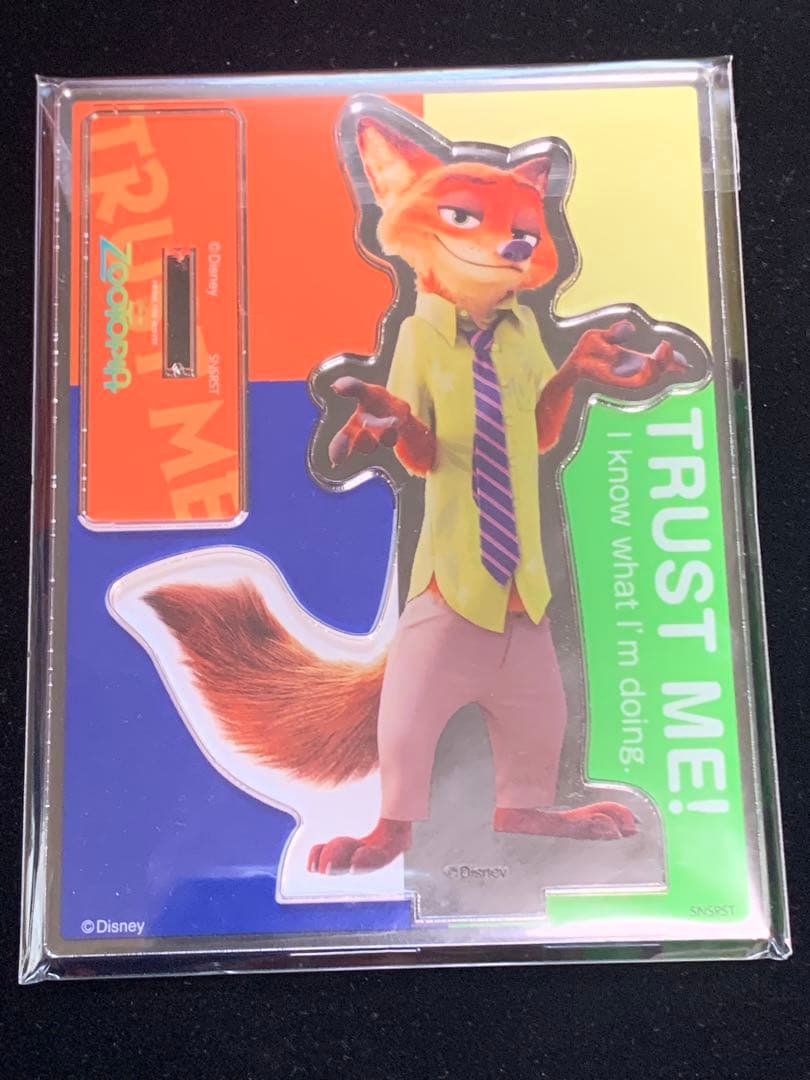 TRUST ME
©Disney
SNSRST
ZOOTOPIA
TRUST ME!
I know what I'm doing.
©Disney
©Disney
SNSRST